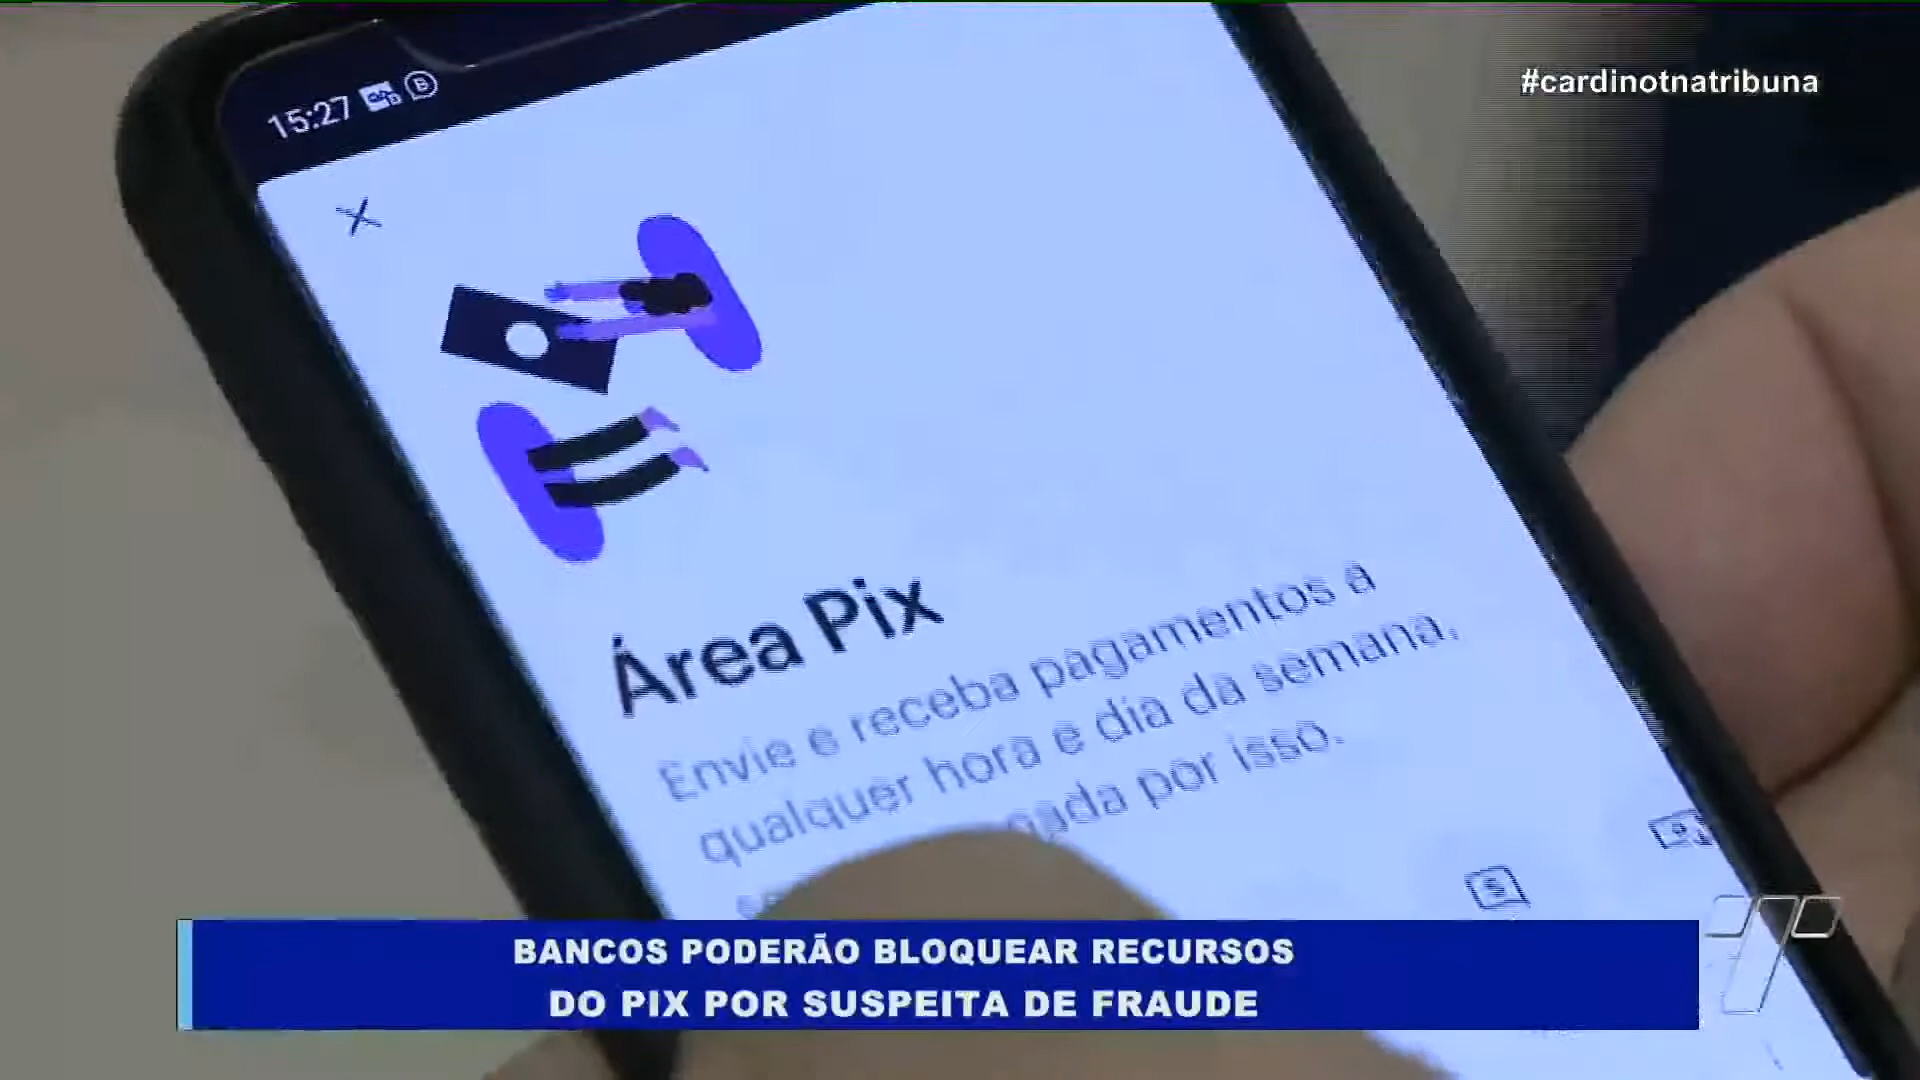 #cardinotnatribuna
15:27
Área Pix
Envie e receba pagamentos a
qualquer hora e dia da semana,
por isso.
BANCOS PODERÃO BLOQUEAR RECURSOS
DO PIX POR SUSPEITA DE FRAUDE